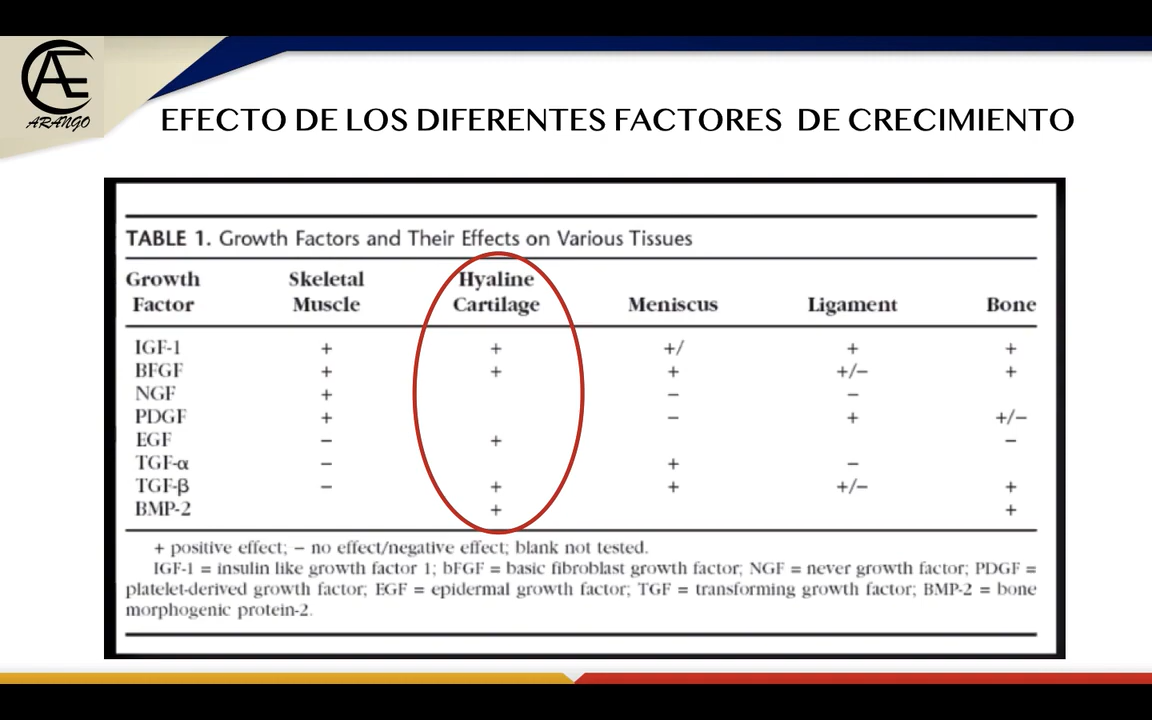 AE
ARANGO
EFECTO DE LOS DIFERENTES FACTORES DE CRECIMIENTO
TABLE 1. Growth Factors and Their Effects on Various Tissues
Growth Factor Skeletal Muscle Hyaline Cartilage Meniscus Ligament Bone
IGF-1 + + +/ + +
BFGF + + + +/– +
NGF + – –
PDGF + – + +/–
EGF – + –
TGF-α – + –
TGF-β – + + +/– +
BMP-2 + +
+ positive effect; – no effect/negative effect; blank not tested.
IGF-1 = insulin like growth factor 1; bFGF = basic fibroblast growth factor; NGF = never growth factor; PDGF =
platelet-derived growth factor; EGF = epidermal growth factor; TGF = transforming growth factor; BMP-2 = bone
morphogenic protein-2.